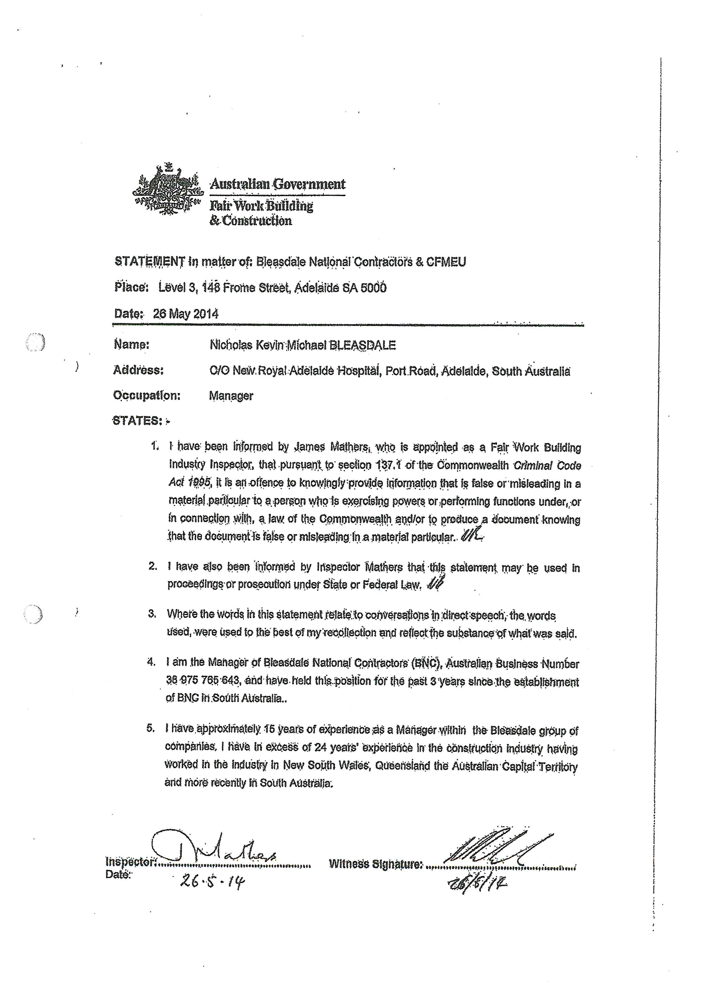 Australian Government
Fair Work Building
& Construction
STATEMENT in matter of: Bleasdale National Contractors & CFMEU
Place: Level 3, 148 Frome Street, Adelaide SA 5000
Date: 26 May 2014
Name: Nicholas Kevin Michael BLEASDALE
Address: C/O New Royal Adelaide Hospital, Port Road, Adelaide, South Australia
Occupation: Manager
STATES: -
1. I have been informed by James Mathers, who is appointed as a Fair Work Building
Industry Inspector, that pursuant to section 137.1 of the Commonwealth Criminal Code
Act 1995, it is an offence to knowingly provide information that is false or misleading in a
material particular to a person who is exercising powers or performing functions under, or
in connection with, a law of the Commonwealth and/or to produce a document knowing
that the document is false or misleading in a material particular..
2. I have also been informed by Inspector Mathers that this statement may be used in
proceedings or prosecution under State or Federal Law.
3. Where the words in this statement relate to conversations in direct speech, the words
used, were used to the best of my recollection and reflect the substance of what was said.
4. I am the Manager of Bleasdale National Contractors (BNC), Australian Business Number
38 975 765 643, and have held this position for the past 3 years since the establishment
of BNC in South Australia..
5. I have approximately 15 years of experience as a Manager within the Bleasdale group of
companies. I have in excess of 24 years' experience in the construction industry having
worked in the industry in New South Wales, Queensland the Australian Capital Territory
and more recently in South Australia.
Inspector: Mathers Witness Signature:
Date: 26.5.14 26/5/14